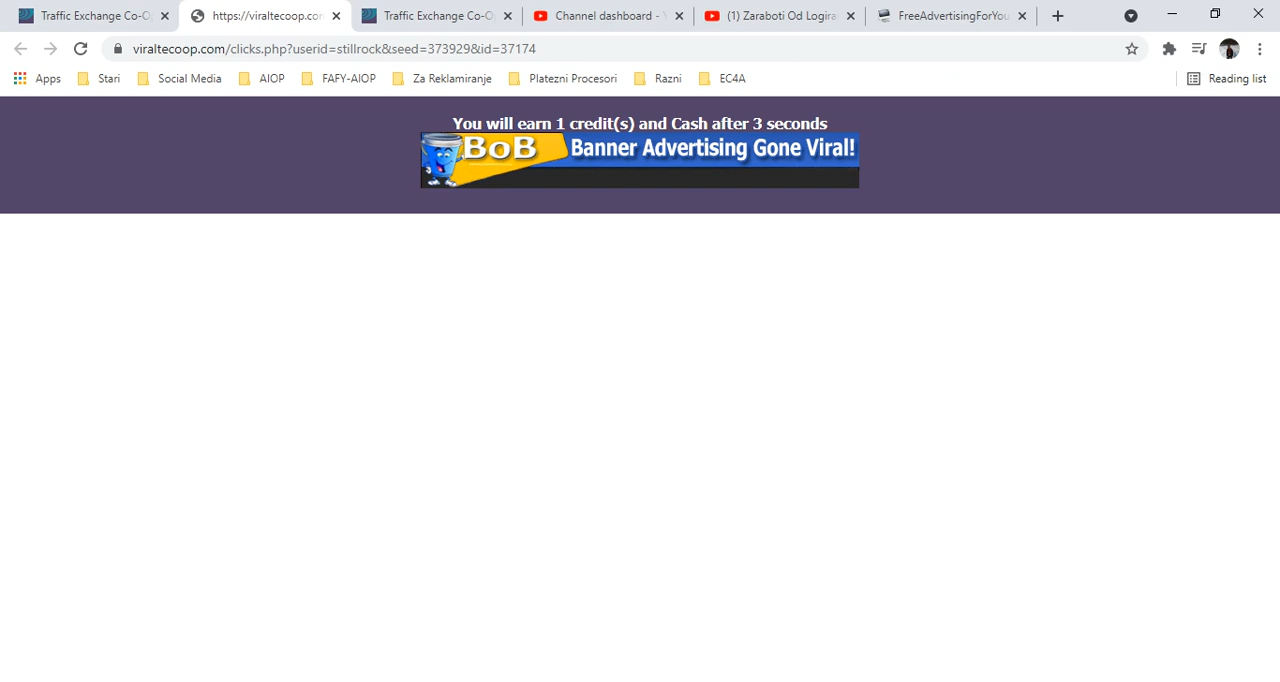 Traffic Exchange Co-O
https://viraltecoop.co
Traffic Exchange Co-O
Channel dashboard -
(1) Zaraboti Od Logira
FreeAdvertisingForYou
viraltecoop.com/clicks.php?userid=stillrock&seed=373929&id=37174
Apps
Stari
Social Media
AIOP
FAFY-AIOP
Za Reklamiranje
Platezni Procesori
Razni
EC4A
Reading list
You will earn 1 credit(s) and Cash after 3 seconds
BoB
Banner Advertising Gone Viral!